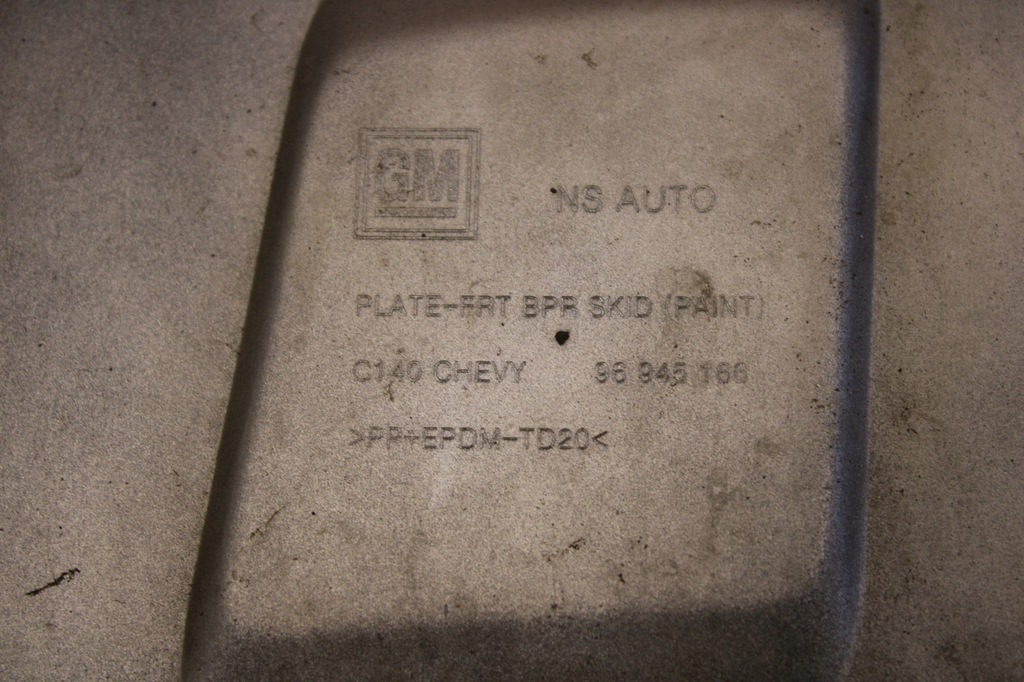 GM NS AUTO
PLATE-FRT BPR SKID (PAINT)
C140 CHEVY 96 945 166
>PP+EPDM-TD20<